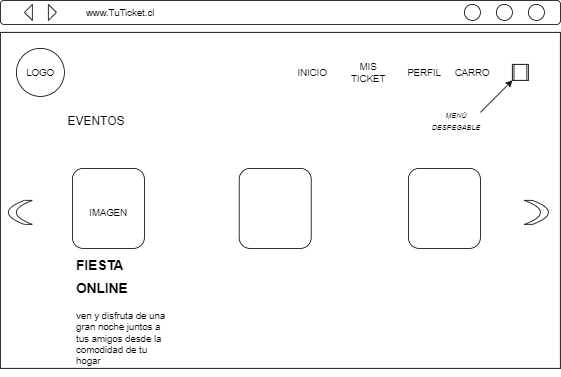 www.TuTicket.cl
LOGO
INICIO
MIS
TICKET
PERFIL
CARRO
MENÚ
DESPEGABLE
EVENTOS
IMAGEN
FIESTA
ONLINE
ven y disfruta de una
gran noche juntos a
tus amigos desde la
comodidad de tu
hogar